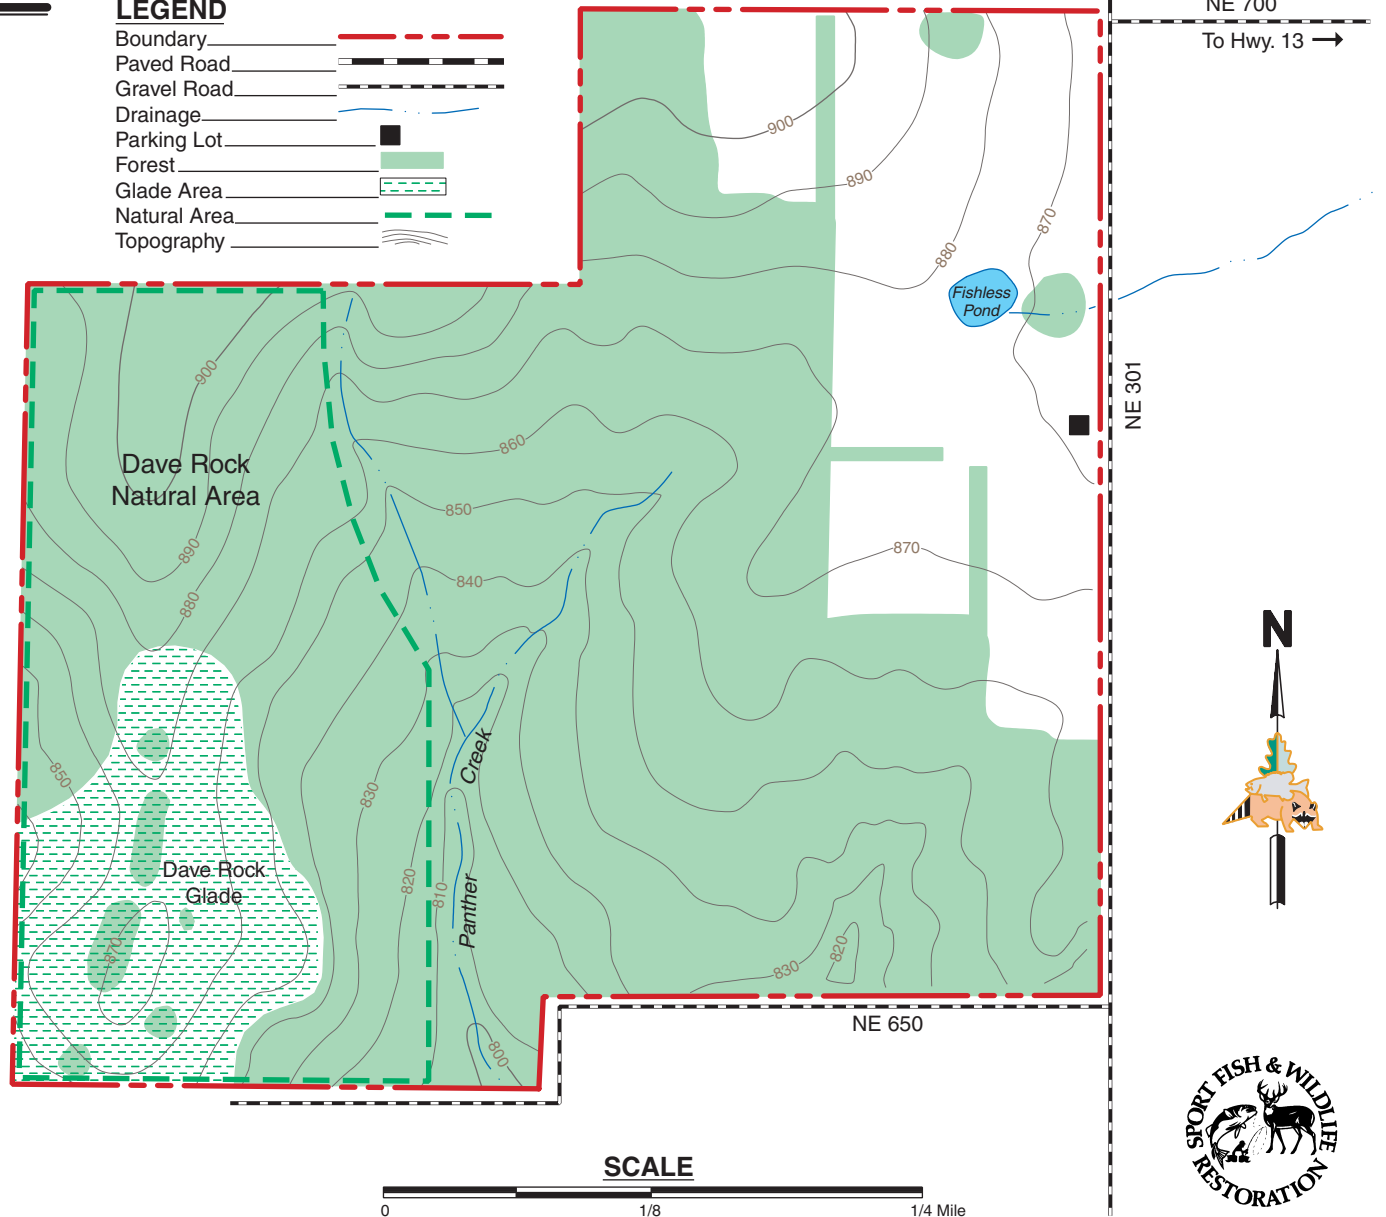 LEGEND
Boundary
Paved Road
Gravel Road
Drainage
Parking Lot
Forest
Glade Area
Natural Area
Topography
NE 700
To Hwy. 13
900
890
880
870
Fishless
Pond
NE 301
900
Dave Rock
Natural Area
860
850
840
890
880
870
N
850
830
Creek
Dave Rock
Glade
820
810
Panther
870
830
820
800
NE 650
SPORT FISH & WILDLIFE
RESTORATION
SCALE
0
1/8
1/4 Mile